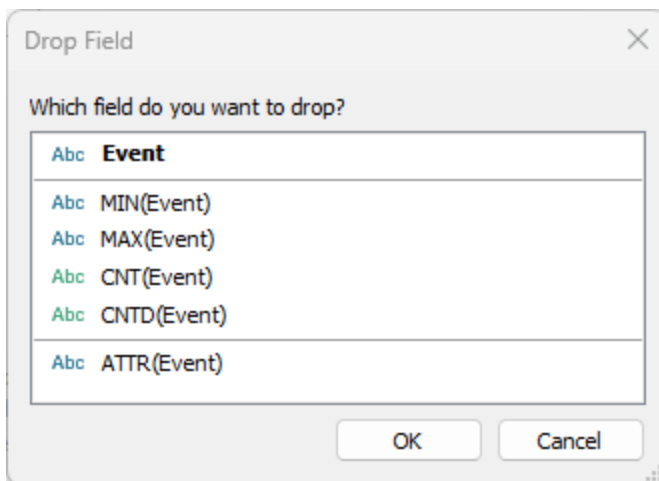 Drop Field
Which field do you want to drop?
Abc Event
Abc MIN(Event)
Abc MAX(Event)
Abc CNT(Event)
Abc CNTD(Event)
Abc ATTR(Event)
OK Cancel